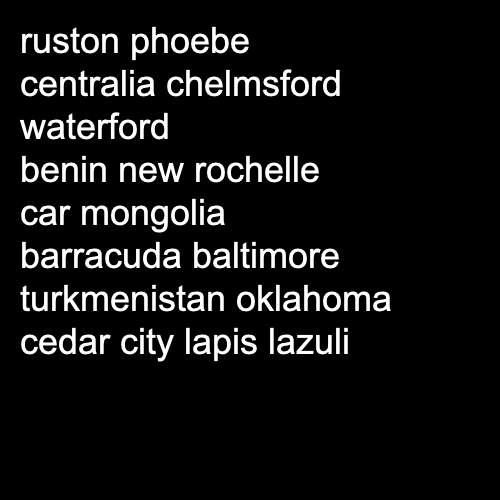 ruston phoebe
centralia chelmsford
waterford
benin new rochelle
car mongolia
barracuda baltimore
turkmenistan oklahoma
cedar city lapis lazuli